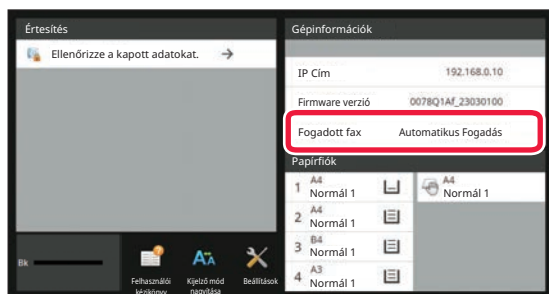 Értesítés
Ellenőrizze a kapott adatokat.
Gépinformációk
IP Cím 192.168.0.10
Firmware verzió 0078Q1Af_23030100
Fogadott fax Automatikus Fogadás
Papírfiók
1 A4
Normál 1
A4
Normál 1
2 A4
Normál 1
3 B4
Normál 1
4 A3
Normál 1
Bk
Felhasználói
kézikönyv
Kijelző mód
nagyítása
Beállítások